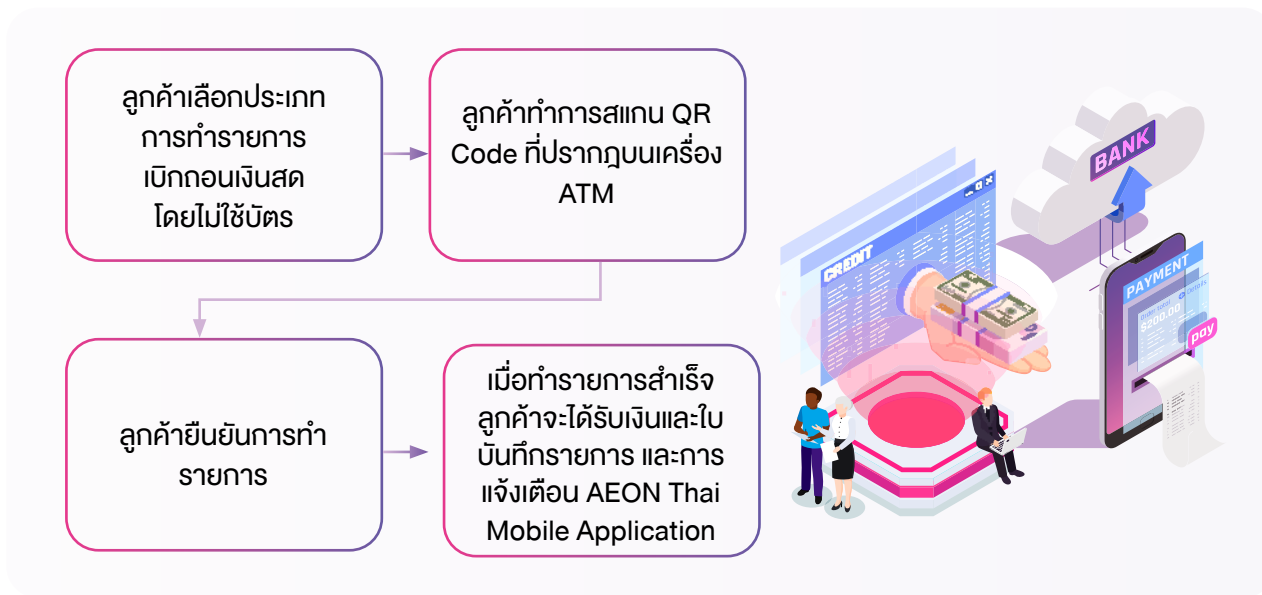 ลูกค้าเลือกประเภท
การทำรายการ
เบิกถอนเงินสด
โดยไม่ใช้บัตร
ลูกค้าทำการสแกน QR
Code ที่ปรากฏบนเครื่อง
ATM
ลูกค้ายืนยันการทำ
รายการ
เมื่อทำรายการสำเร็จ
ลูกค้าจะได้รับเงินและใบ
บันทึกรายการ และการ
แจ้งเตือน AEON Thai
Mobile Application
BANK
CREDIT
PAYMENT
$200.00
pay